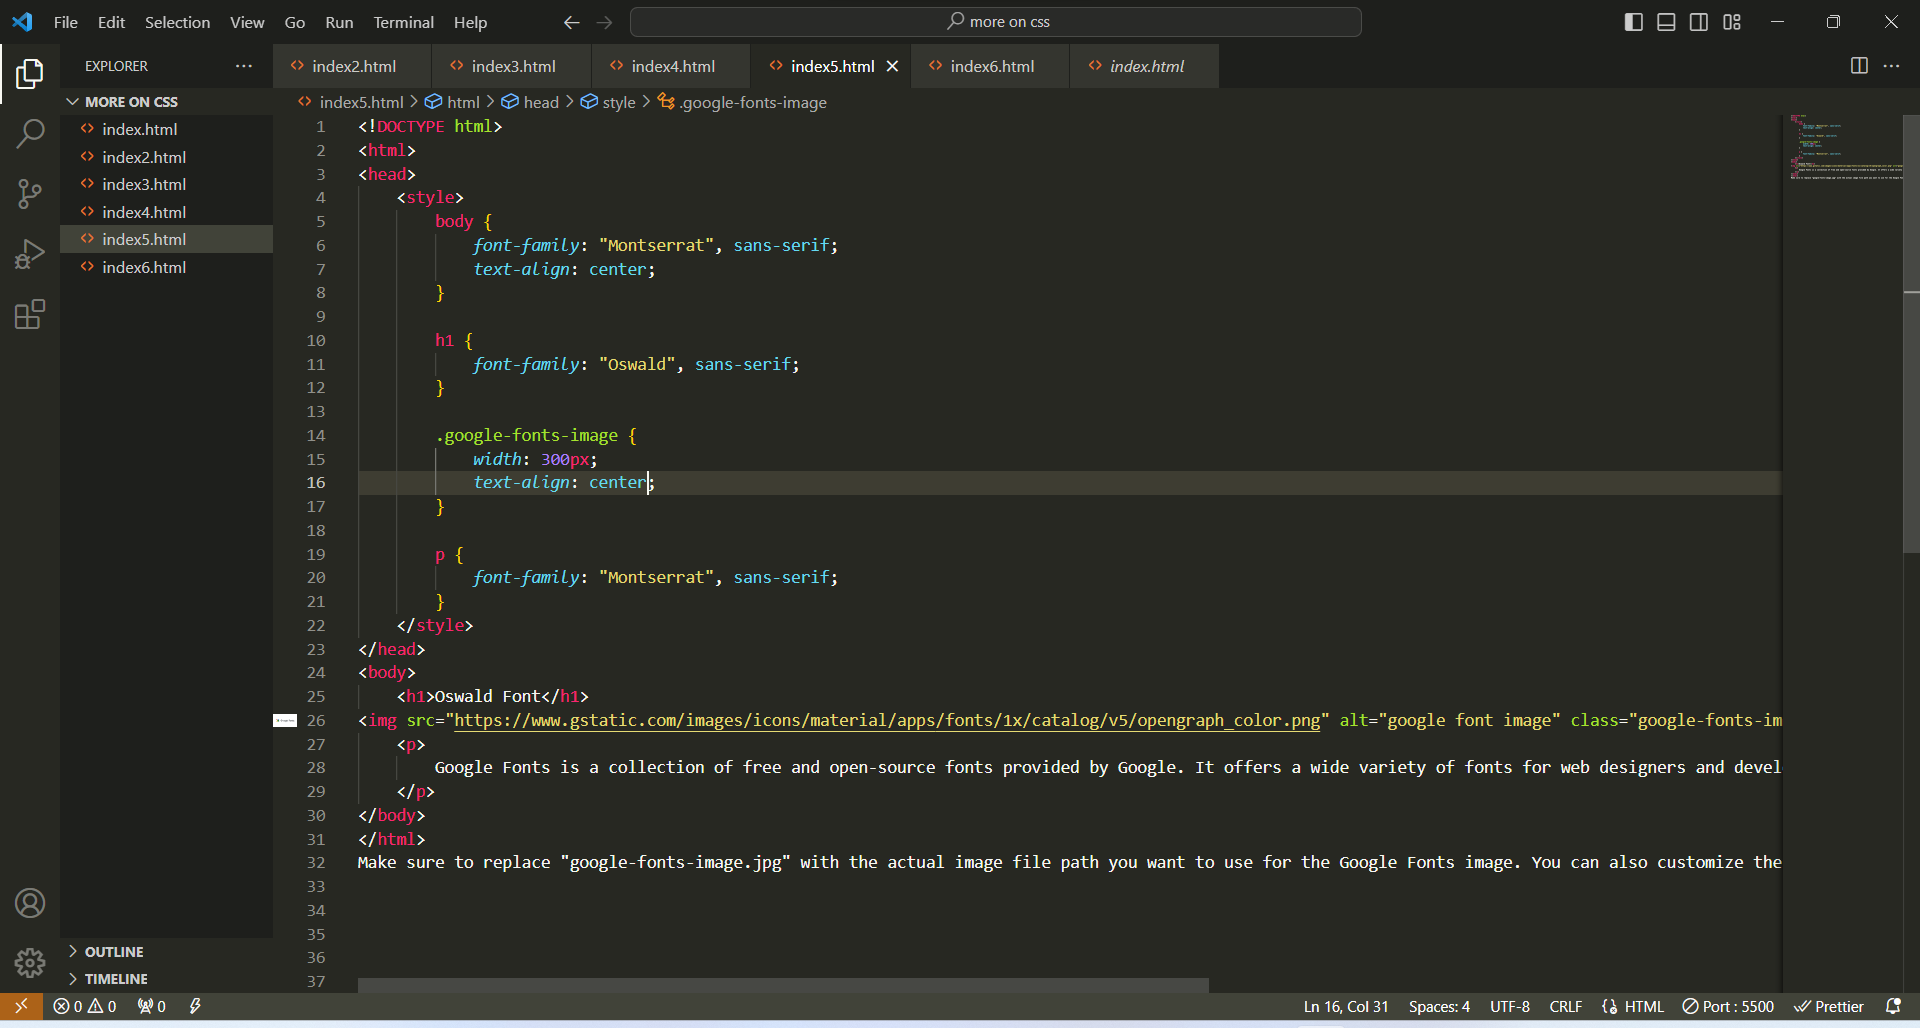 File Edit Selection View Go Run Terminal Help
more on css
EXPLORER
index2.html
index3.html
index4.html
index5.html
index6.html
index.html
MORE ON CSS
index.html
index2.html
index3.html
index4.html
index5.html
index6.html
OUTLINE
TIMELINE
index5.html > html > head > style > .google-fonts-image
1 <!DOCTYPE html>
2 <html>
3 <head>
4 <style>
5 body {
6 font-family: "Montserrat", sans-serif;
7 text-align: center;
8 }
9
10 h1 {
11 font-family: "Oswald", sans-serif;
12 }
13
14 .google-fonts-image {
15 width: 300px;
16 text-align: center;
17 }
18
19 p {
20 font-family: "Montserrat", sans-serif;
21 }
22 </style>
23 </head>
24 <body>
25 <h1>Oswald Font</h1>
26 <img src="https://www.gstatic.com/images/icons/material/apps/fonts/1x/catalog/v5/opengraph_color.png" alt="google font image" class="google-fonts-im
27 <p>
28 Google Fonts is a collection of free and open-source fonts provided by Google. It offers a wide variety of fonts for web designers and devel
29 </p>
30 </body>
31 </html>
32 Make sure to replace "google-fonts-image.jpg" with the actual image file path you want to use for the Google Fonts image. You can also customize the
33
34
35
36
37
0 0 0 Ln 16, Col 31 Spaces: 4 UTF-8 CRLF HTML Port : 5500 Prettier